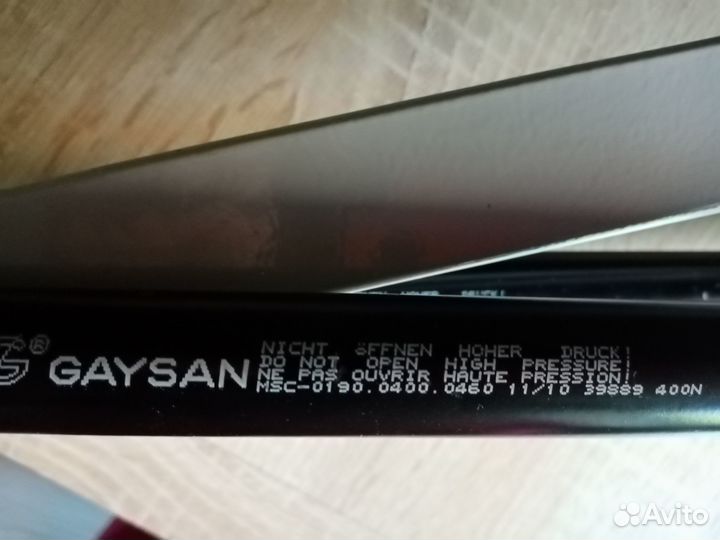 ® GAYSAN
NICHT ÖFFNEN HOHER DRUCK!
DO NOT OPEN HIGH PRESSURE!
NE PAS OUVRIR HAUTE PRESSION!
MSC-0190.0400.0460 11/10 39889 400N
Avito